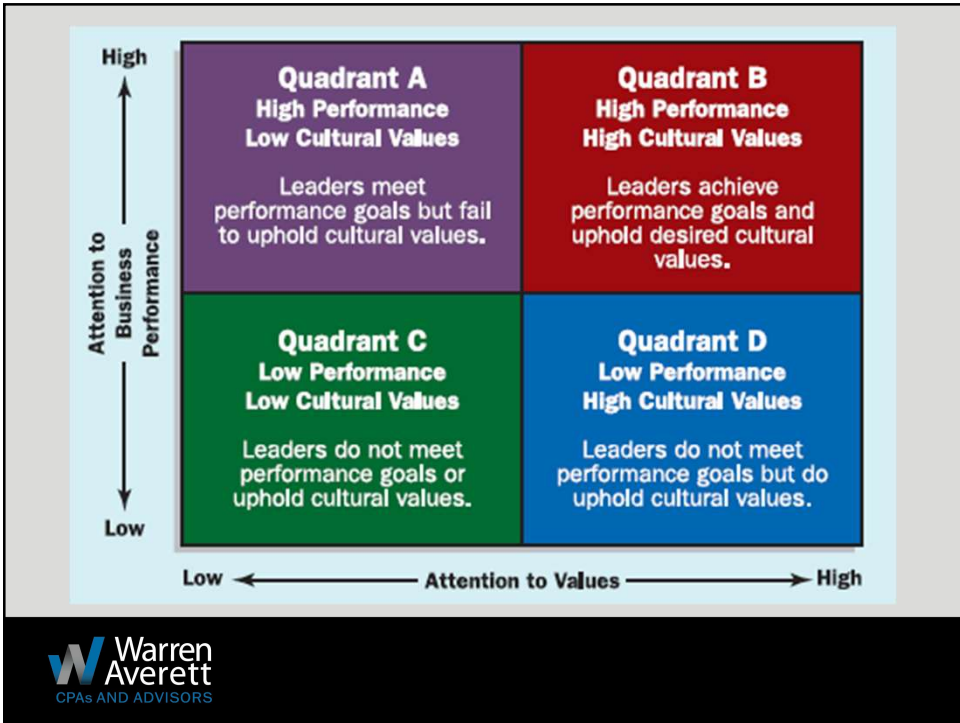 High
Attention to
Business
Performance
Low
Quadrant A
High Performance
Low Cultural Values
Leaders meet
performance goals but fail
to uphold cultural values.
Quadrant B
High Performance
High Cultural Values
Leaders achieve
performance goals and
uphold desired cultural
values.
Quadrant C
Low Performance
Low Cultural Values
Leaders do not meet
performance goals or
uphold cultural values.
Quadrant D
Low Performance
High Cultural Values
Leaders do not meet
performance goals but do
uphold cultural values.
Low Attention to Values High
Warren
Averett
CPAs AND ADVISORS